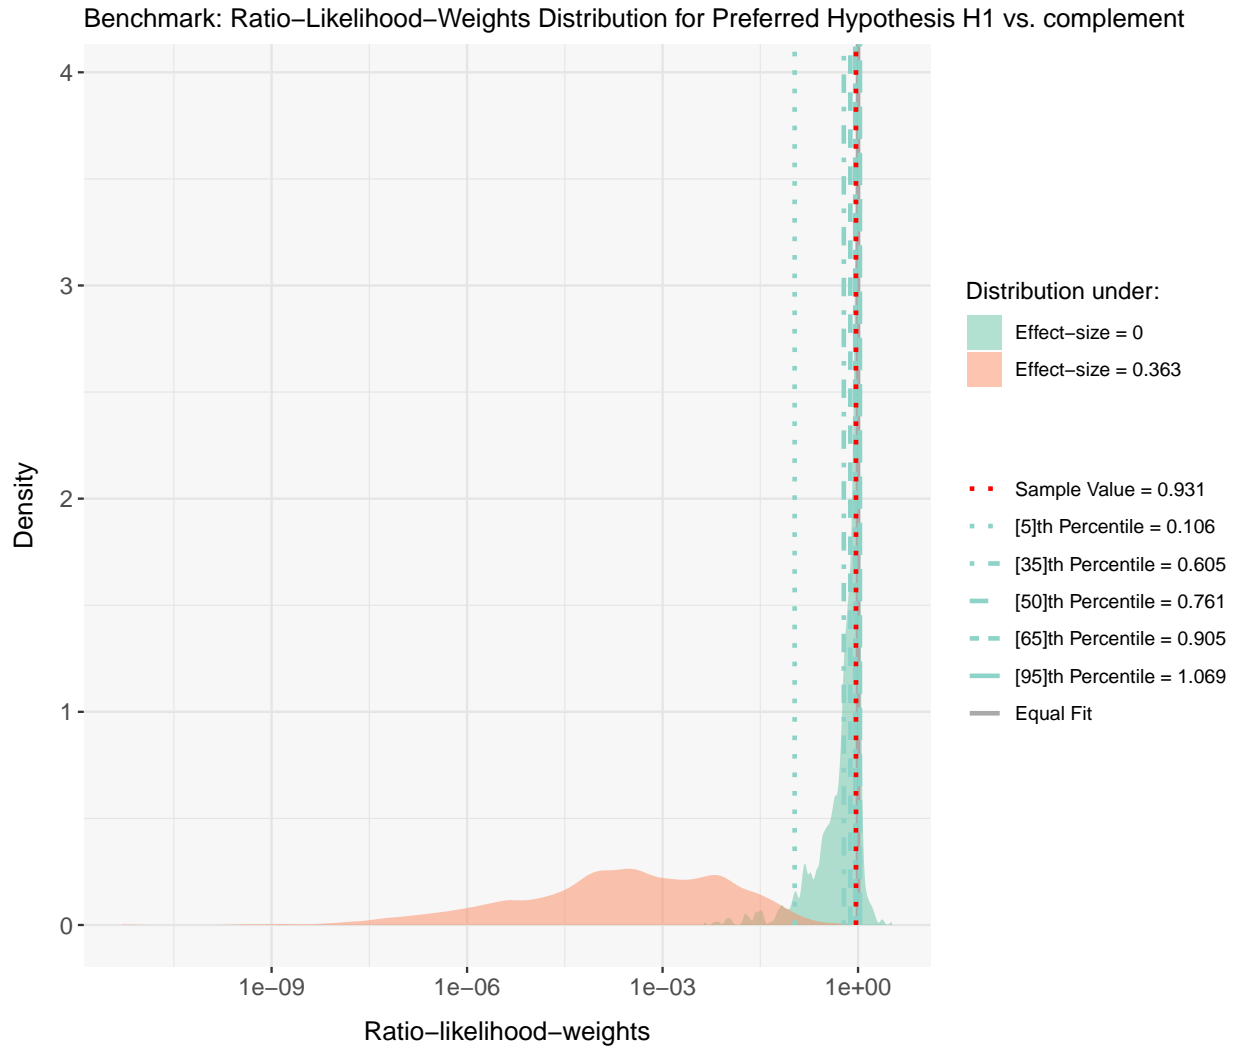 Benchmark: Ratio−Likelihood−Weights Distribution for Preferred Hypothesis H1 vs. complement
4
3
2
1
0
Density
1e−09
1e−06
1e−03
1e+00
Ratio−likelihood−weights
Distribution under:
Effect−size = 0
Effect−size = 0.363
Sample Value = 0.931
[5]th Percentile = 0.106
[35]th Percentile = 0.605
[50]th Percentile = 0.761
[65]th Percentile = 0.905
[95]th Percentile = 1.069
Equal Fit